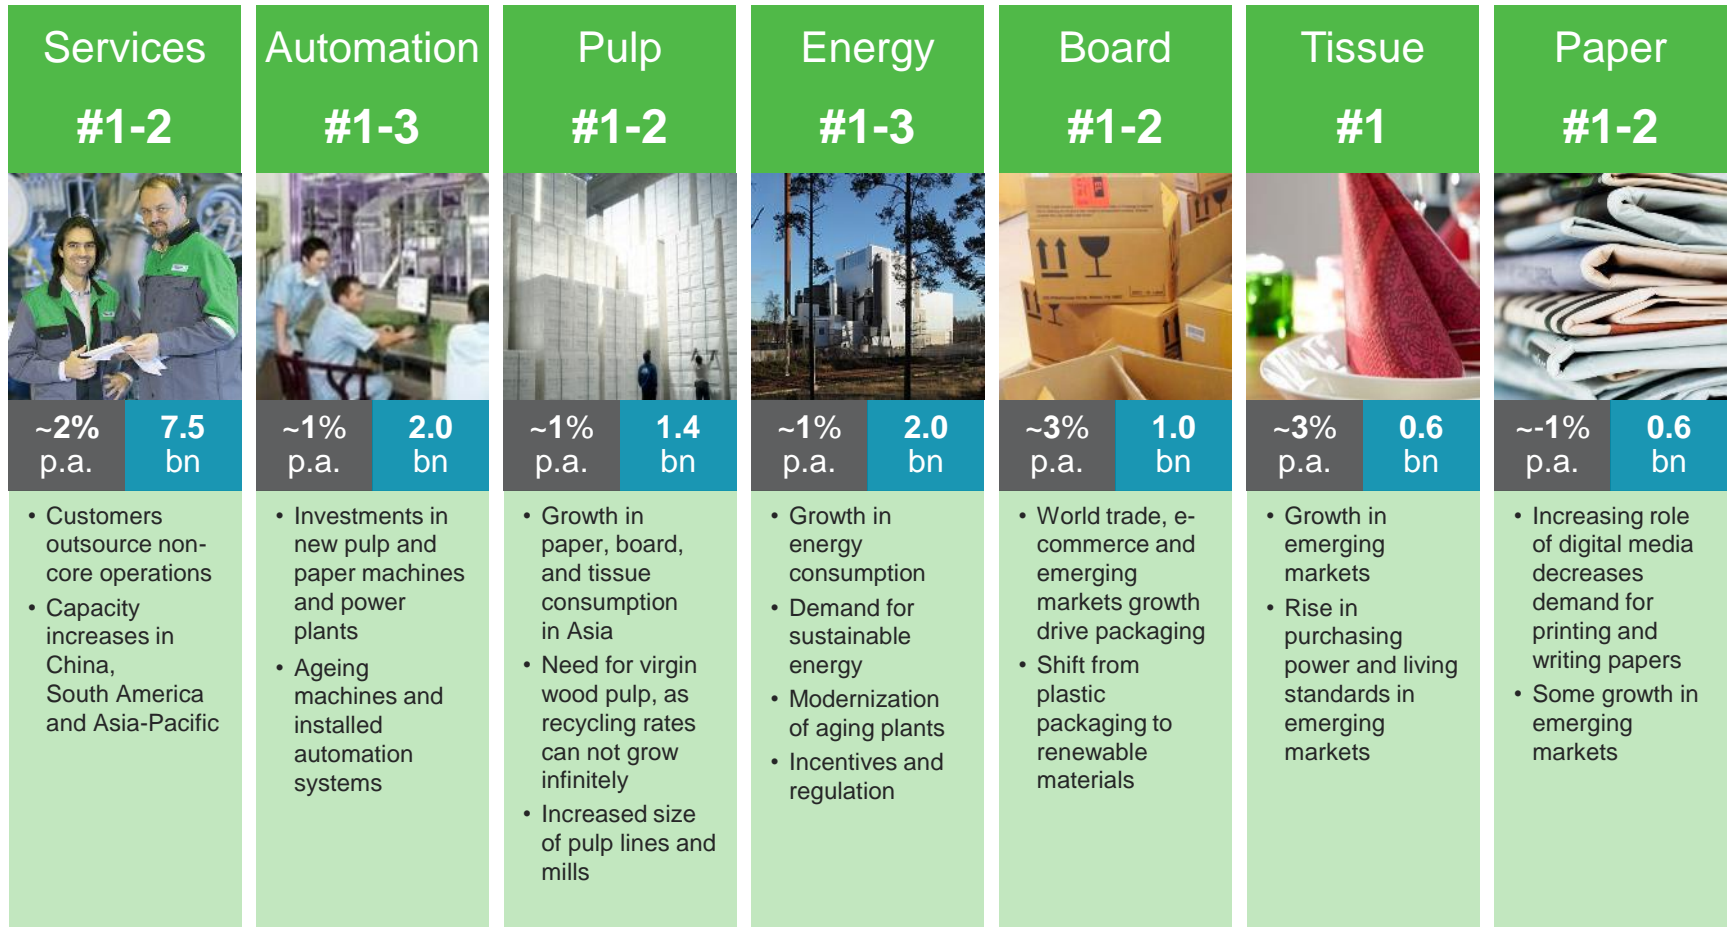 Services
#1-2
~2%
p.a.
7.5
bn
• Customers
outsource non-
core operations
• Capacity
increases in
China,
South America
and Asia-Pacific
Automation
#1-3
~1%
p.a.
2.0
bn
• Investments in
new pulp and
paper machines
and power
plants
• Ageing
machines and
installed
automation
systems
Pulp
#1-2
~1%
p.a.
1.4
bn
• Growth in
paper, board,
and tissue
consumption
in Asia
• Need for virgin
wood pulp, as
recycling rates
can not grow
infinitely
• Increased size
of pulp lines and
mills
Energy
#1-3
~1%
p.a.
2.0
bn
• Growth in
energy
consumption
• Demand for
sustainable
energy
• Modernization
of aging plants
• Incentives and
regulation
Board
#1-2
~3%
p.a.
1.0
bn
• World trade, e-
commerce and
emerging
markets growth
drive packaging
• Shift from
plastic
packaging to
renewable
materials
Tissue
#1
~3%
p.a.
0.6
bn
• Growth in
emerging
markets
• Rise in
purchasing
power and living
standards in
emerging
markets
Paper
#1-2
~-1%
p.a.
0.6
bn
• Increasing role
of digital media
decreases
demand for
printing and
writing papers
• Some growth in
emerging
markets